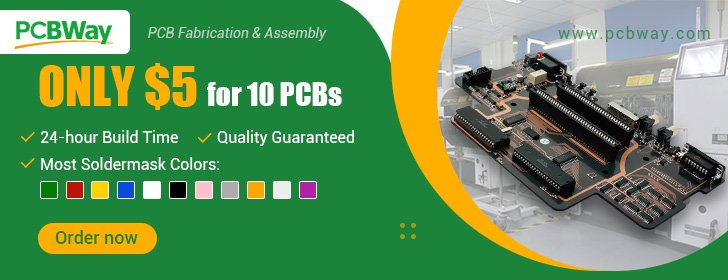 PCBWay
PCB Fabrication & Assembly
www.pcbway.com
ONLY $5 for 10 PCBs
24-hour Build Time
Quality Guaranteed
Most Soldermask Colors:
Order now